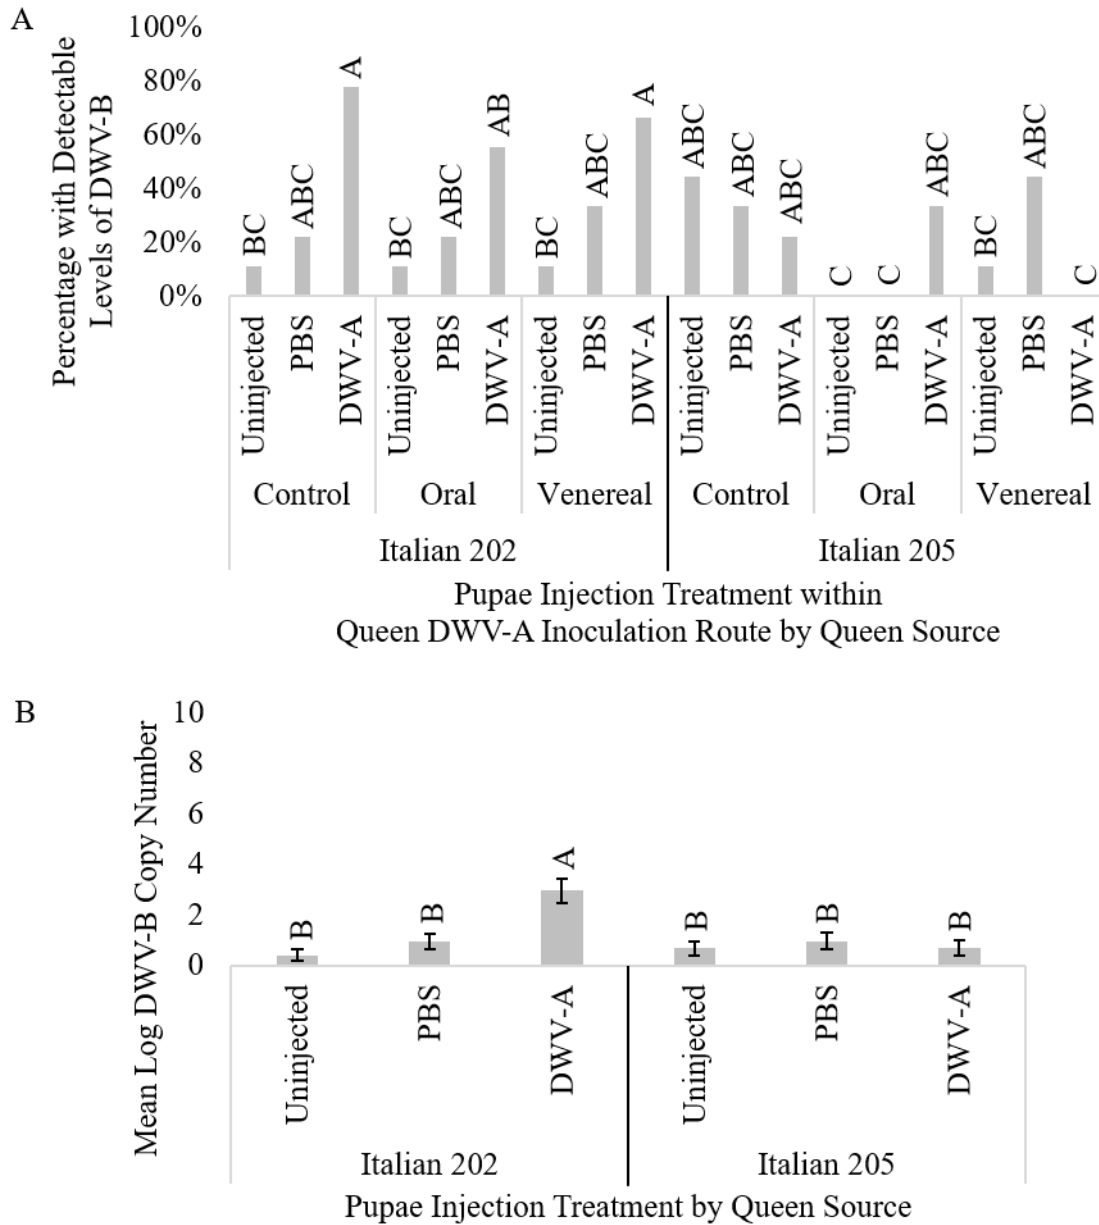 A
Percentage with Detectable
Levels of DWV-B
100%
80%
60%
40%
20%
0%
BC
ABC
A
BC
ABC
AB
BC
ABC
A
ABC
ABC
ABC
C
C
ABC
BC
ABC
C
Uninjected
PBS
DWV-A
Uninjected
PBS
DWV-A
Uninjected
PBS
DWV-A
Uninjected
PBS
DWV-A
Uninjected
PBS
DWV-A
Uninjected
PBS
DWV-A
Control
Oral
Venereal
Control
Oral
Venereal
Italian 202
Italian 205
Pupae Injection Treatment within
Queen DWV-A Inoculation Route by Queen Source
B
Mean Log DWV-B Copy Number
10
8
6
4
2
0
B
B
A
B
B
B
Uninjected
PBS
DWV-A
Uninjected
PBS
DWV-A
Italian 202
Italian 205
Pupae Injection Treatment by Queen Source